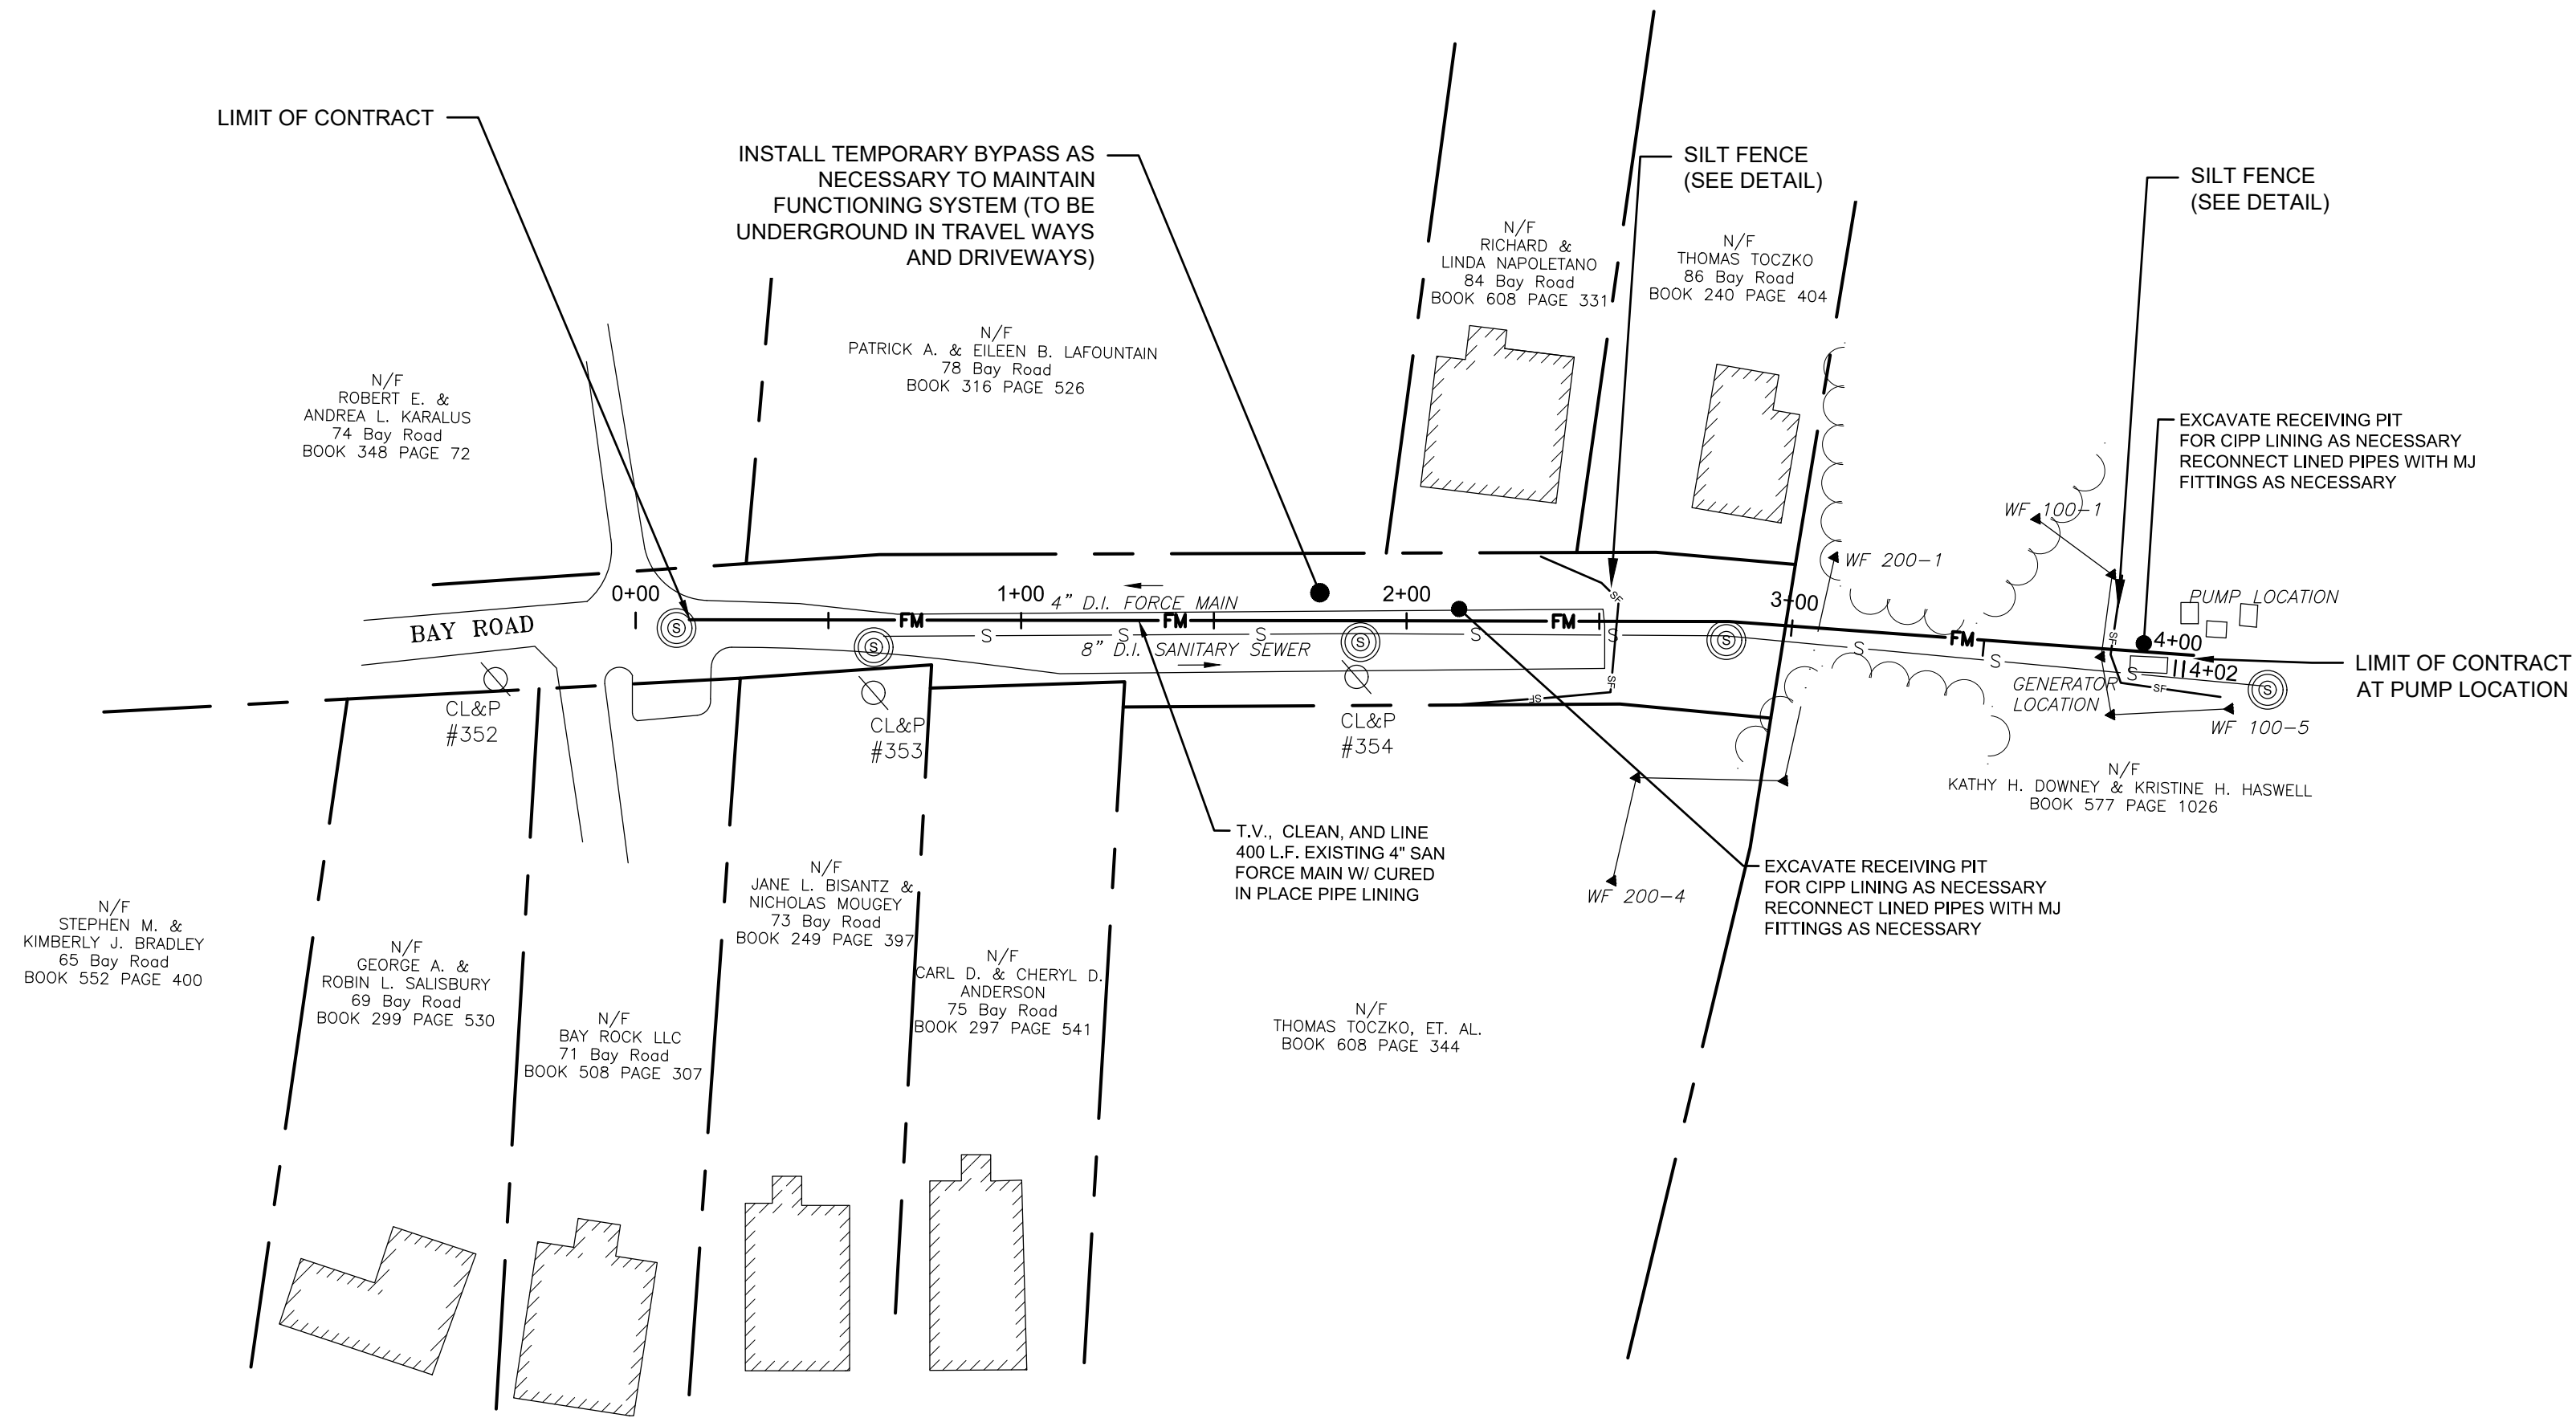 LIMIT OF CONTRACT
INSTALL TEMPORARY BYPASS AS
NECESSARY TO MAINTAIN
FUNCTIONING SYSTEM (TO BE
UNDERGROUND IN TRAVEL WAYS
AND DRIVEWAYS)
SILT FENCE
(SEE DETAIL)
SILT FENCE
(SEE DETAIL)
N/F
RICHARD &
LINDA NAPOLETANO
84 Bay Road
BOOK 608 PAGE 331
N/F
THOMAS TOCZKO
86 Bay Road
BOOK 240 PAGE 404
N/F
PATRICK A. & EILEEN B. LAFOUNTAIN
78 Bay Road
BOOK 316 PAGE 526
N/F
ROBERT E. &
ANDREA L. KARALUS
74 Bay Road
BOOK 348 PAGE 72
EXCAVATE RECEIVING PIT
FOR CIPP LINING AS NECESSARY
RECONNECT LINED PIPES WITH MJ
FITTINGS AS NECESSARY
WF 100-1
WF 200-1
PUMP LOCATION
0+00
1+00
2+00
3+00
4+00
4+02
4" D.I. FORCE MAIN
FM
FM
FM
FM
BAY ROAD
8" D.I. SANITARY SEWER
S
S
S
S
S
S
S
S
S
S
S
S
S
S
SF
SF
SF
SF
SF
GENERATOR
LOCATION
LIMIT OF CONTRACT
AT PUMP LOCATION
WF 100-5
CL&P
#352
CL&P
#353
CL&P
#354
N/F
KATHY H. DOWNEY & KRISTINE H. HASWELL
BOOK 577 PAGE 1026
T.V., CLEAN, AND LINE
400 L.F. EXISTING 4" SAN
FORCE MAIN W/ CURED
IN PLACE PIPE LINING
EXCAVATE RECEIVING PIT
FOR CIPP LINING AS NECESSARY
RECONNECT LINED PIPES WITH MJ
FITTINGS AS NECESSARY
WF 200-4
N/F
STEPHEN M. &
KIMBERLY J. BRADLEY
65 Bay Road
BOOK 552 PAGE 400
N/F
GEORGE A. &
ROBIN L. SALISBURY
69 Bay Road
BOOK 299 PAGE 530
N/F
BAY ROCK LLC
71 Bay Road
BOOK 508 PAGE 307
N/F
JANE L. BISANTZ &
NICHOLAS MOUGEY
73 Bay Road
BOOK 249 PAGE 397
N/F
CARL D. & CHERYL D.
ANDERSON
75 Bay Road
BOOK 297 PAGE 541
N/F
THOMAS TOCZKO, ET. AL.
BOOK 608 PAGE 344